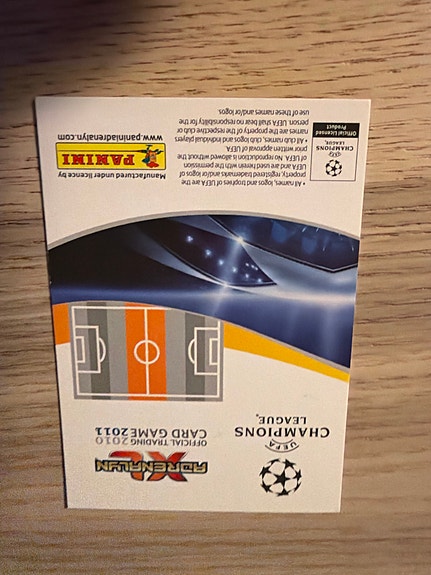 UEFA
CHAMPIONS
LEAGUE®
ADRENALYN
XL
OFFICIAL TRADING 2010
CARD GAME 2011
CHAMPIONS
LEAGUE®
Official Licensed
Product
• All names, logos and trophies of UEFA are the
property, registered trademarks and/or logos of
UEFA and are used herein with the permission
of UEFA. No reproduction is allowed without the
prior written approval of UEFA.
• All club names, club logos and individual players
names are the property of the respective club or
person. UEFA shall bear no responsibility for the
use of these names and/or logos
Manufactured under licence by
PANINI
www.paniniadrenalyn.com